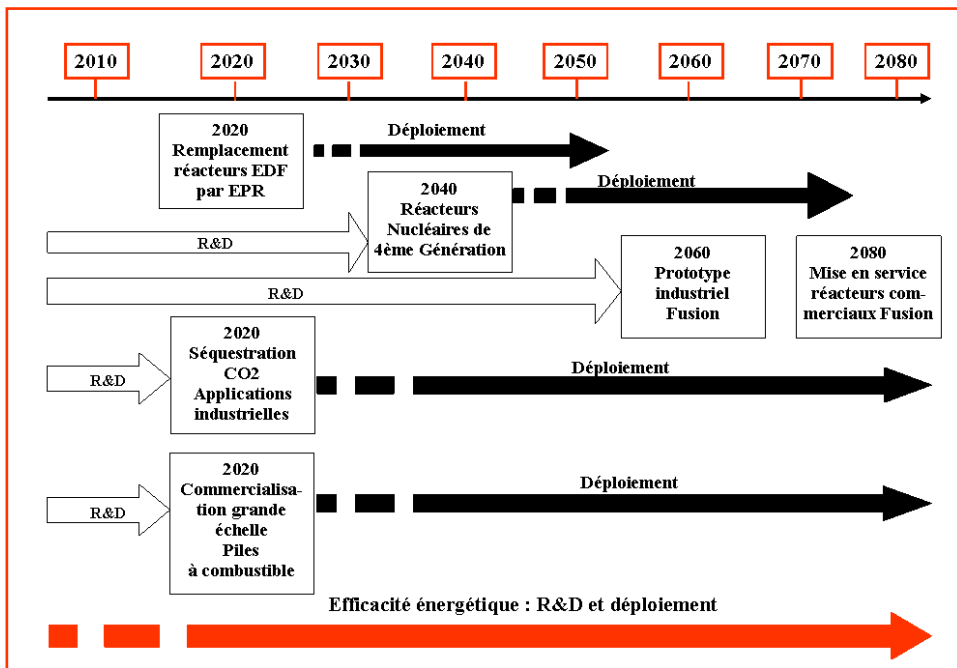 2010 2020 2030 2040 2050 2060 2070 2080
Déploiement
2020
Remplacement
réacteurs EDF
par EPR
Déploiement
2040
Réacteurs
Nucléaires de
4ème Génération
R&D
2060
Prototype
industriel
Fusion
2080
Mise en service
réacteurs com-
merciaux Fusion
R&D
2020
Séquestration
CO2
Applications
industrielles
R&D
Déploiement
2020
Commercialisa-
tion grande
échelle
Piles
à combustible
R&D
Déploiement
Efficacité énergétique : R&D et déploiement